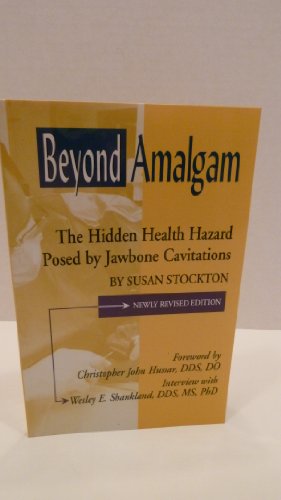 Beyond Amalgam
The Hidden Health Hazard
Posed by Jawbone Cavitations
BY SUSAN STOCKTON
NEWLY REVISED EDITION
Foreword by
Christopher John Hussar, DDS, DO
Interview with
Wesley E. Shankland, DDS, MS, PhD